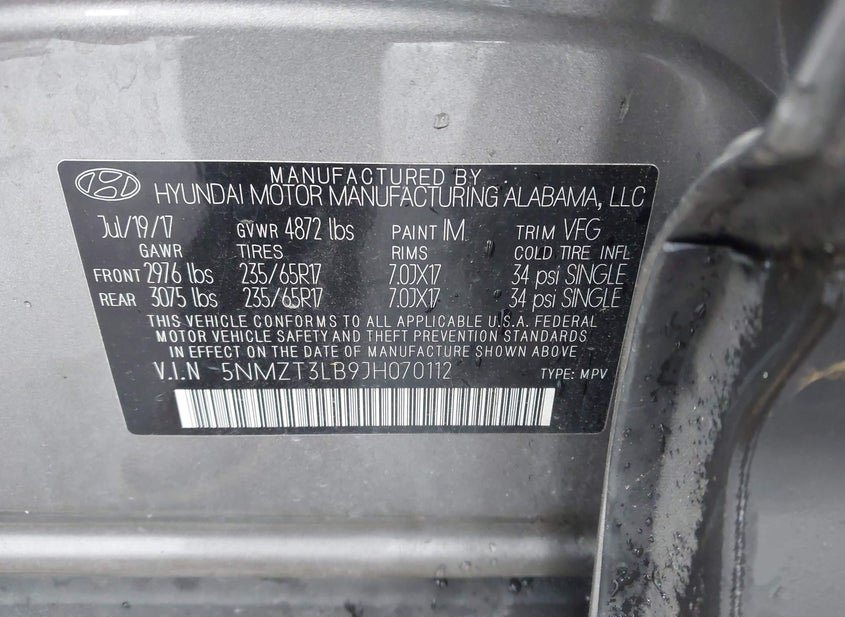 MANUFACTURED BY
HYUNDAI MOTOR MANUFACTURING ALABAMA, LLC
Jul/19/17 GVWR 4872 lbs PAINT IM TRIM VFG
GAWR TIRES RIMS COLD TIRE INFL
FRONT 2976 lbs 235/65R17 7.0JX17 34 psi SINGLE
REAR 3075 lbs 235/65R17 7.0JX17 34 psi SINGLE
THIS VEHICLE CONFORMS TO ALL APPLICABLE U.S.A. FEDERAL
MOTOR VEHICLE SAFETY AND THEFT PREVENTION STANDARDS
IN EFFECT ON THE DATE OF MANUFACTURE SHOWN ABOVE
V.I.N 5NMZT3LB9JH070112 TYPE: MPV